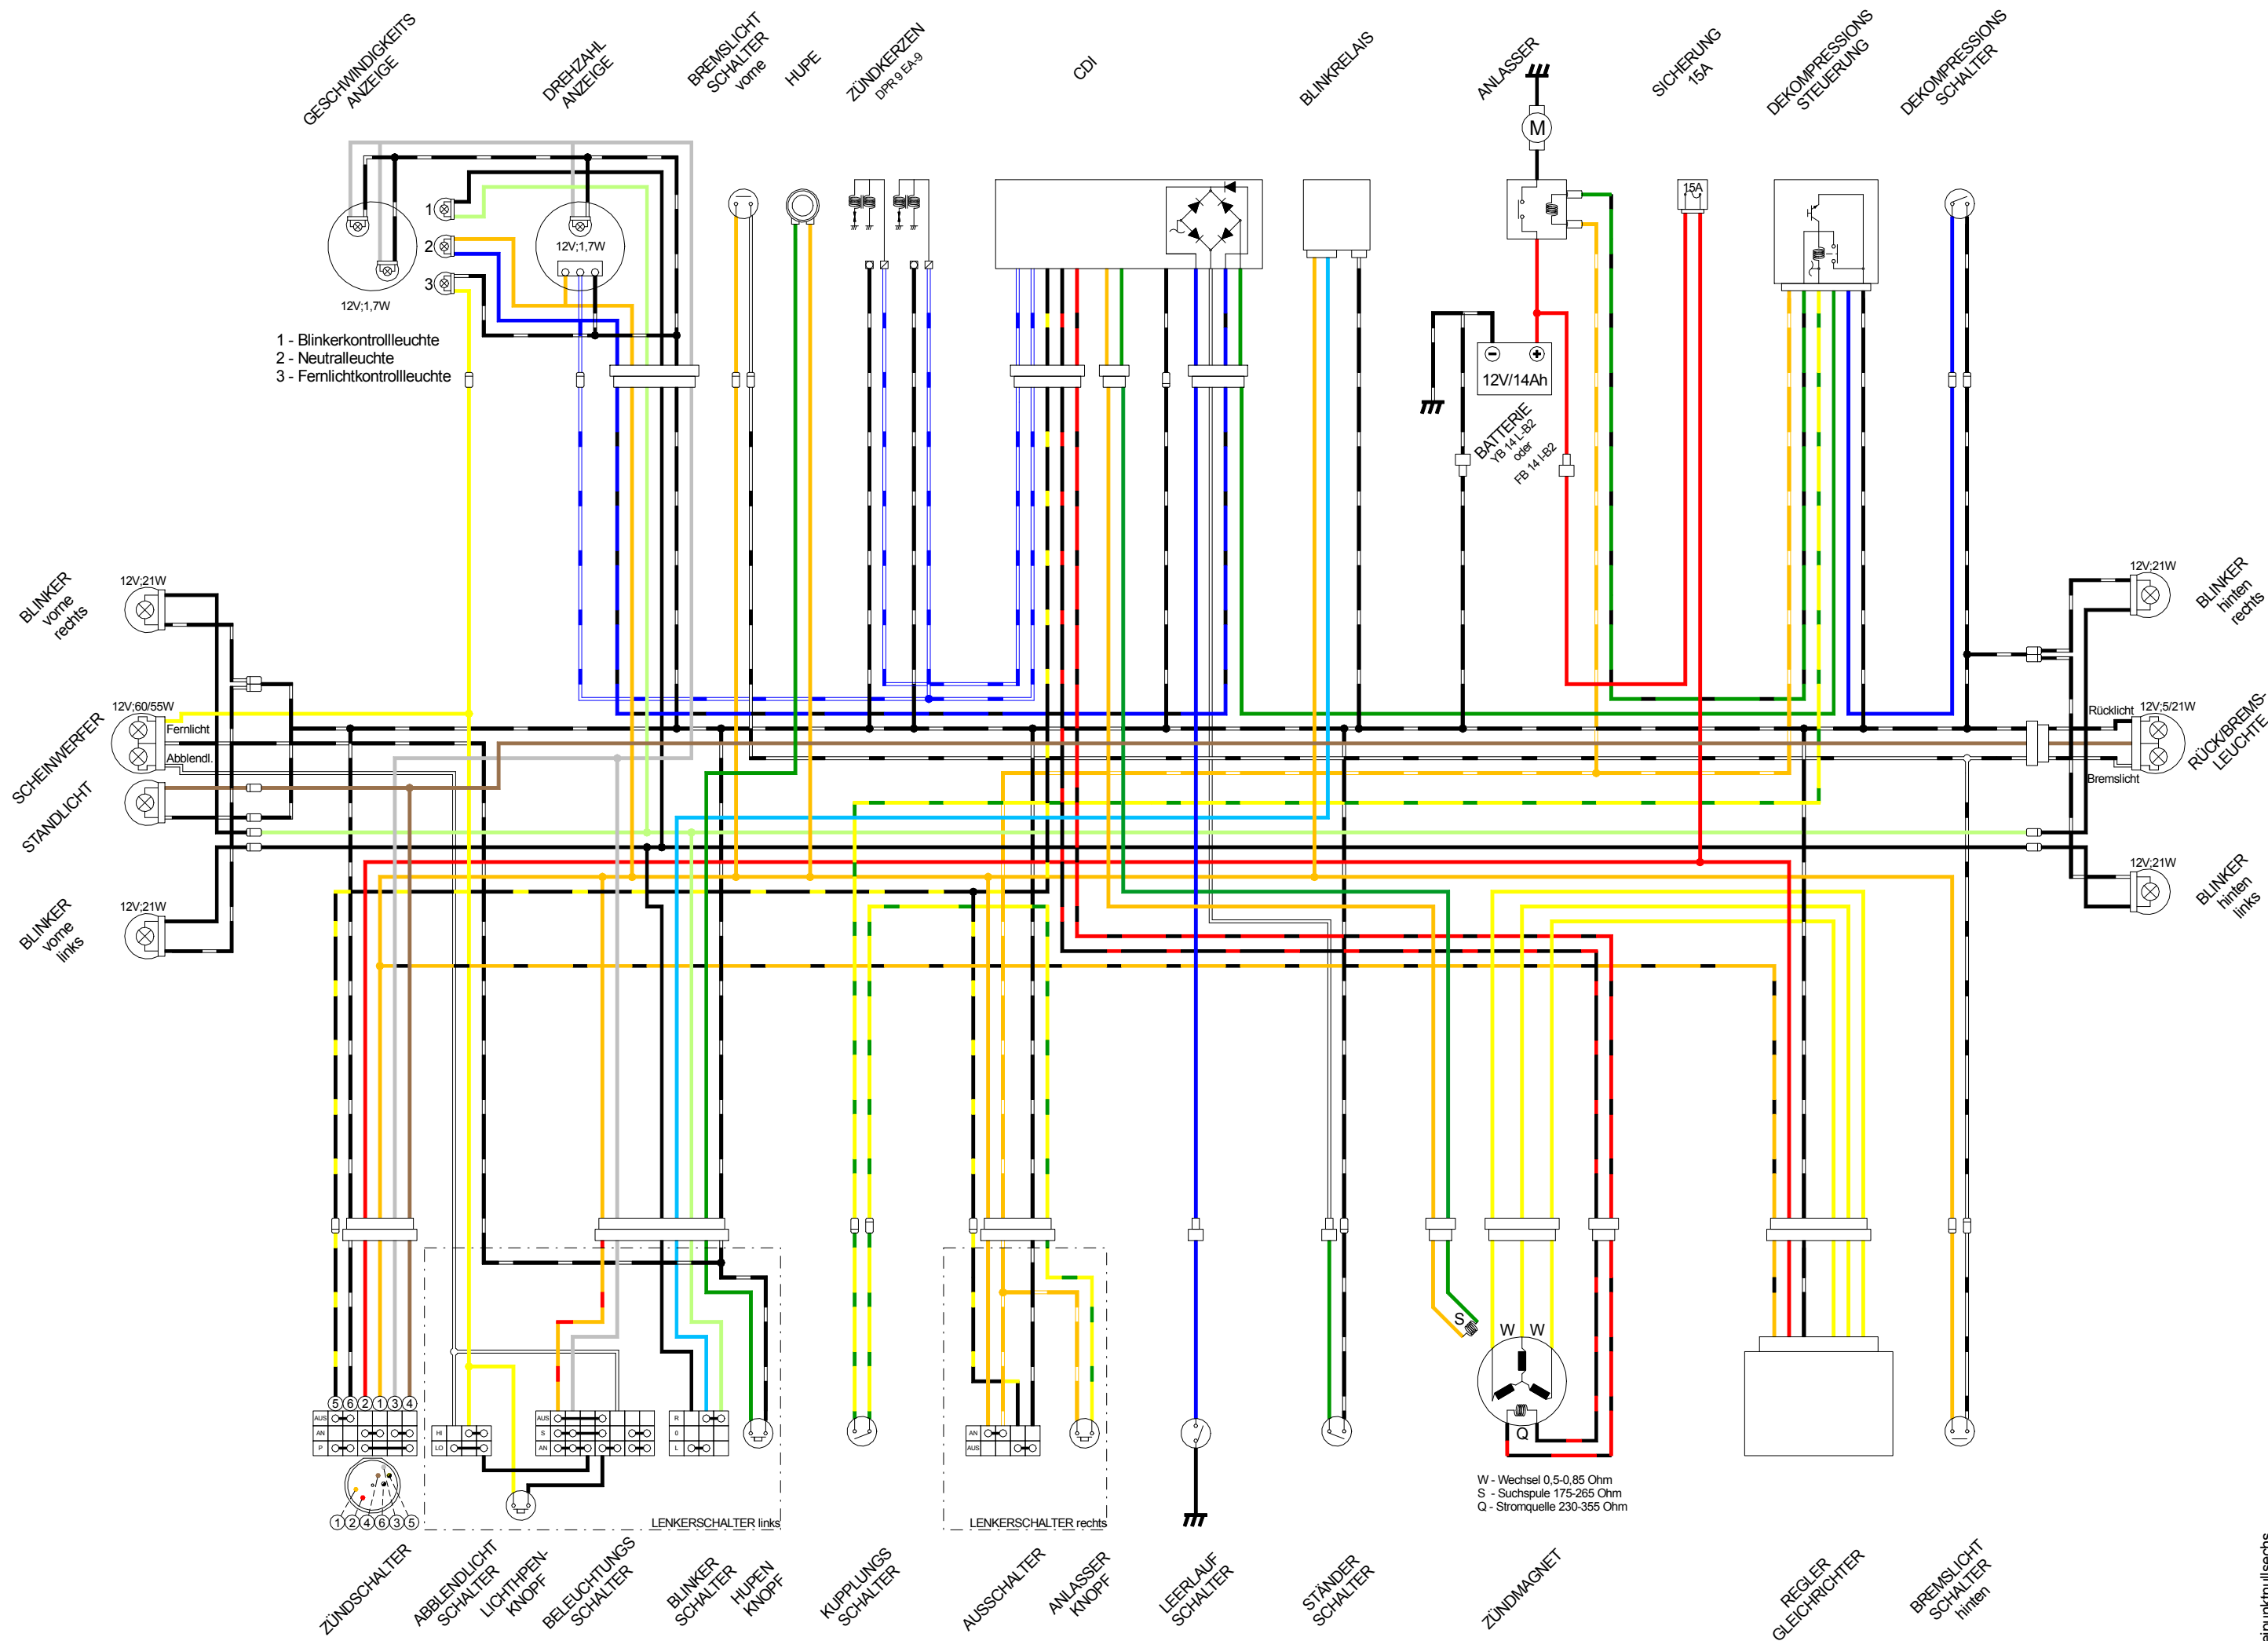 GESCHWINDIGKEITS
ANZEIGE
DREHZAHL
ANZEIGE
BREMSLICHT
SCHALTER
vorne
HUPE
ZÜNDKERZEN
DPR 9 EA-9
CDI
BLINKRELAIS
ANLASSER
SICHERUNG
15A
DEKOMPRESSIONS
STEUERUNG
DEKOMPRESSIONS
SCHALTER
M
15A
1
2
3
12V;1,7W
12V;1,7W
1 - Blinkerkontrollleuchte
2 - Neutralleuchte
3 - Fernlichtkontrollleuchte
12V/14Ah
BATTERIE
YB 14 L-B2
oder
FB 14 l-B2
BLINKER
vorne
rechts
12V;21W
12V;21W
BLINKER
hinten
rechts
SCHEINWERFER
12V;60/55W
Fernlicht
Abblendl.
Rücklicht
12V;5/21W
Bremslicht
RÜCK/BREMS-
LEUCHTE
STANDLICHT
BLINKER
vorne
links
12V;21W
12V;21W
BLINKER
hinten
links
S
W W
Q
5 6 2 1 3 4
AUS
AN
P
HI
LO
AUS
S
AN
R
0
L
AN
AUS
1 2 4 6 3 5
LENKERSCHALTER links
LENKERSCHALTER rechts
W - Wechsel 0,5-0,85 Ohm
S - Suchspule 175-265 Ohm
Q - Stromquelle 230-355 Ohm
ZÜNDSCHALTER
ABBLENDLICHT
SCHALTER
LICHTHPEN-
KNOPF
BELEUCHTUNGS
SCHALTER
BLINKER
SCHALTER
HUPEN
KNOPF
KUPPLUNGS
SCHALTER
AUSSCHALTER
ANLASSER
KNOPF
LEERLAUF
SCHALTER
STÄNDER
SCHALTER
ZÜNDMAGNET
REGLER
GLEICHRICHTER
BREMSLICHT
SCHALTER
hinten